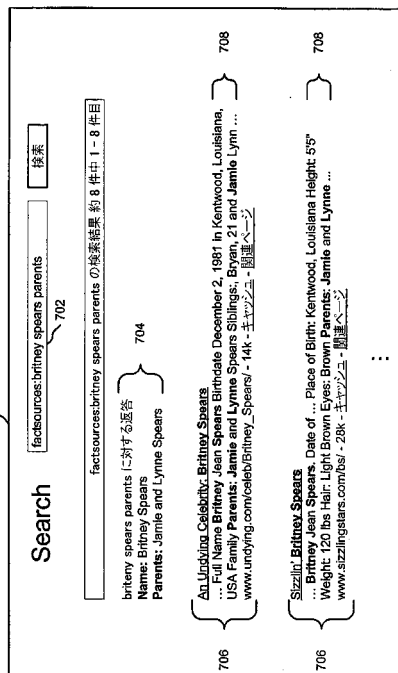 Search
factsources:britney spears parents
検索
702
factsources:britney spears parents の検索結果 約 8 件中 1 - 8 件目
briteny spears parents に対する返答
Name: Britney Spears
Parents: Jamie and Lynne Spears
704
An Undying Celebrity: Britney Spears
... Full Name Britney Jean Spears Birthdate December 2, 1981 In Kentwood, Louisiana,
USA Family Parents: Jamie and Lynne Spears Siblings:, Bryan, 21 and Jamie Lynn ...
www.undying.com/celeb/Britney_Spears/ - 14k - キャッシュ - 関連ページ
706
708
Sizzlin' Britney Spears
... Britney Jean Spears. Date of ... Place of Birth: Kentwood, Louisiana Height: 5'5"
Weight: 120 lbs Hair: Light Brown Eyes: Brown Parents: Jamie and Lynne ...
www.sizzlingstars.com/bs/ - 28k - キャッシュ - 関連ページ
706
708